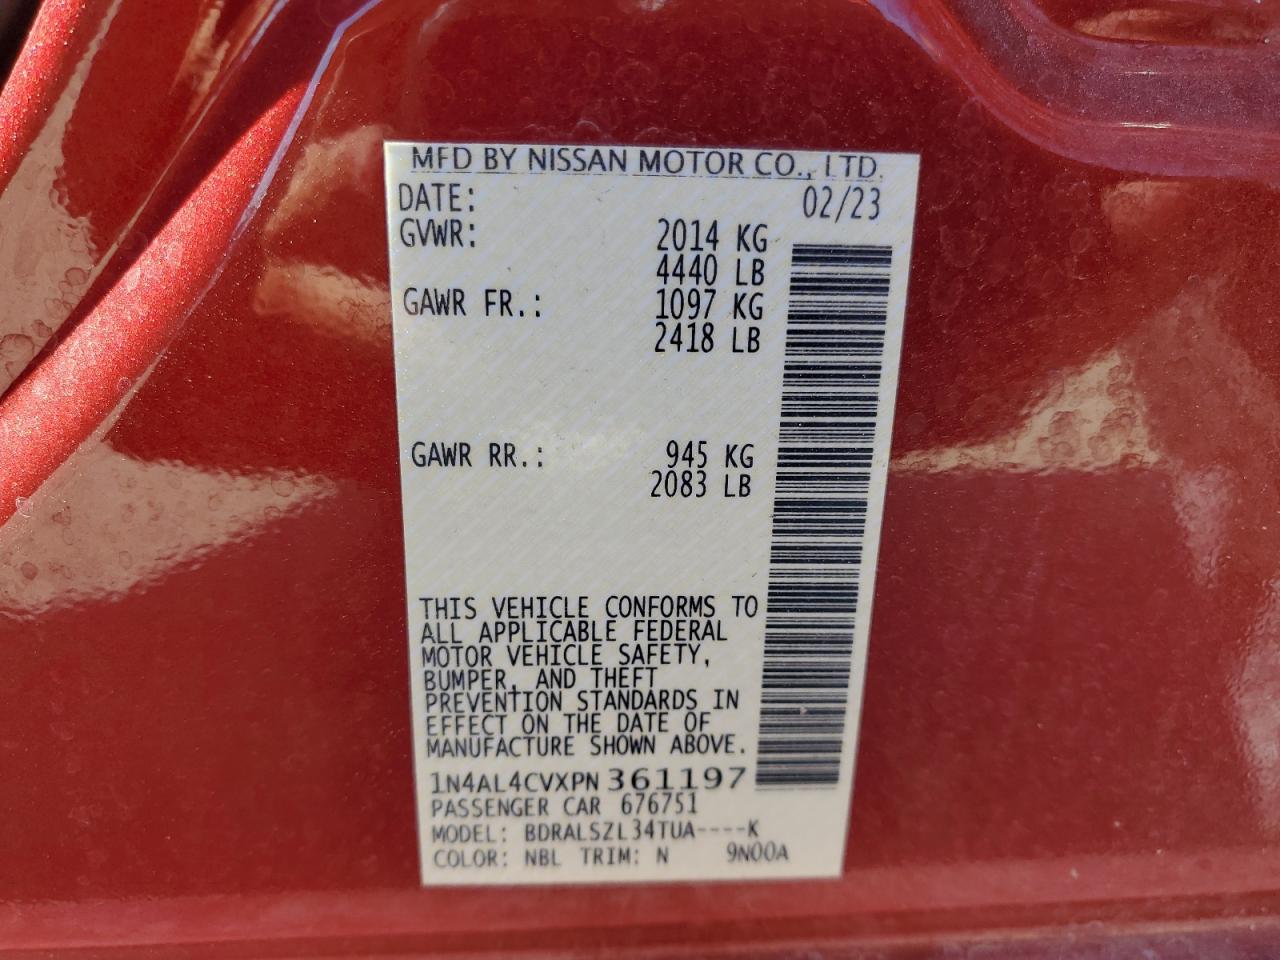 MFD BY NISSAN MOTOR CO., LTD.
DATE: 02/23
GVWR: 2014 KG
4440 LB
GAWR FR.: 1097 KG
2418 LB
GAWR RR.: 945 KG
2083 LB
THIS VEHICLE CONFORMS TO
ALL APPLICABLE FEDERAL
MOTOR VEHICLE SAFETY,
BUMPER, AND THEFT
PREVENTION STANDARDS IN
EFFECT ON THE DATE OF
MANUFACTURE SHOWN ABOVE.
1N4AL4CVXPN361197
PASSENGER CAR 676751
MODEL: BDRALSZL34TUA----K
COLOR: NBL TRIM: N 9N00A